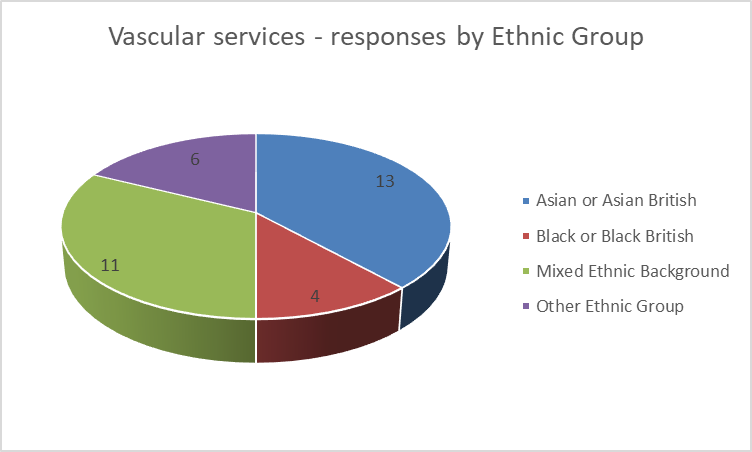 Vascular services - responses by Ethnic Group
6
13
11
4
Asian or Asian British
Black or Black British
Mixed Ethnic Background
Other Ethnic Group